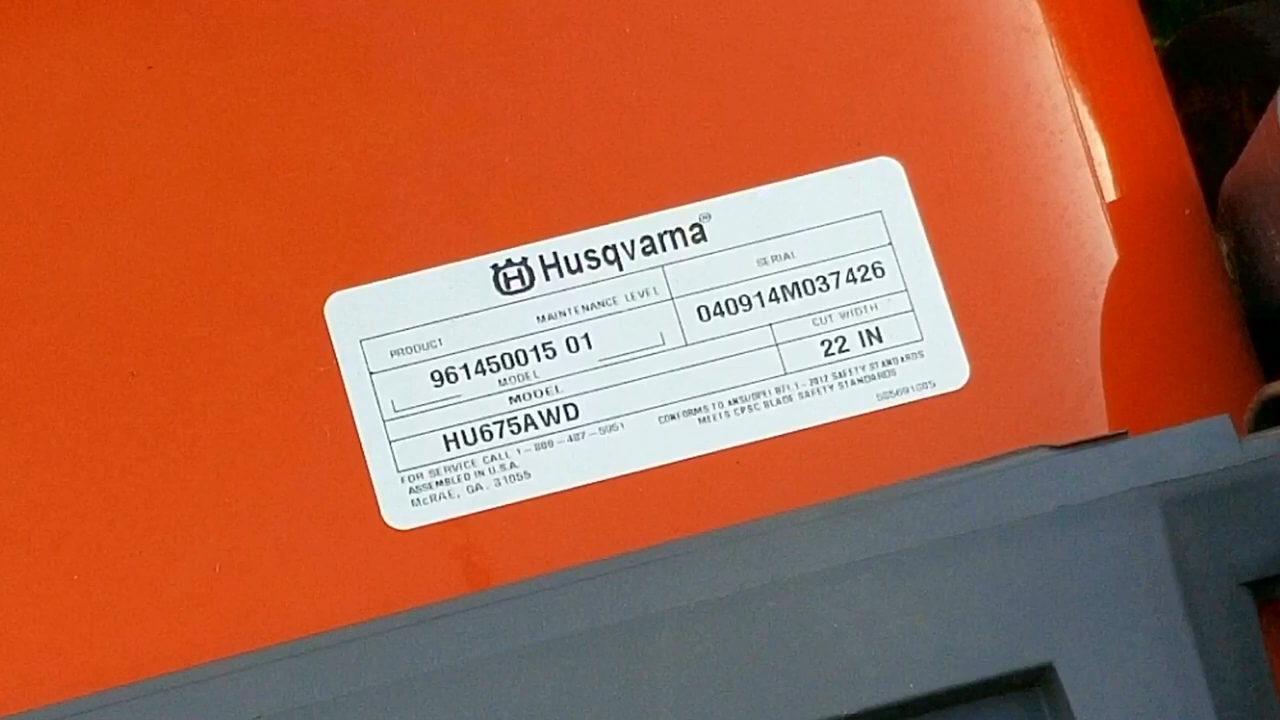 Husqvarna®
PRODUCT MAINTENANCE LEVEL SERIAL
961450015 01 040914M037426
MODEL
MODEL CUT WIDTH
HU675AWD 22 IN
FOR SERVICE CALL 1-800-487-5951
ASSEMBLED IN U.S.A.
McRAE, GA. 31055
CONFORMS TO ANSI/OPEI B71.1-2012 SAFETY STANDARDS
MEETS CPSC BLADE SAFETY STANDARDS